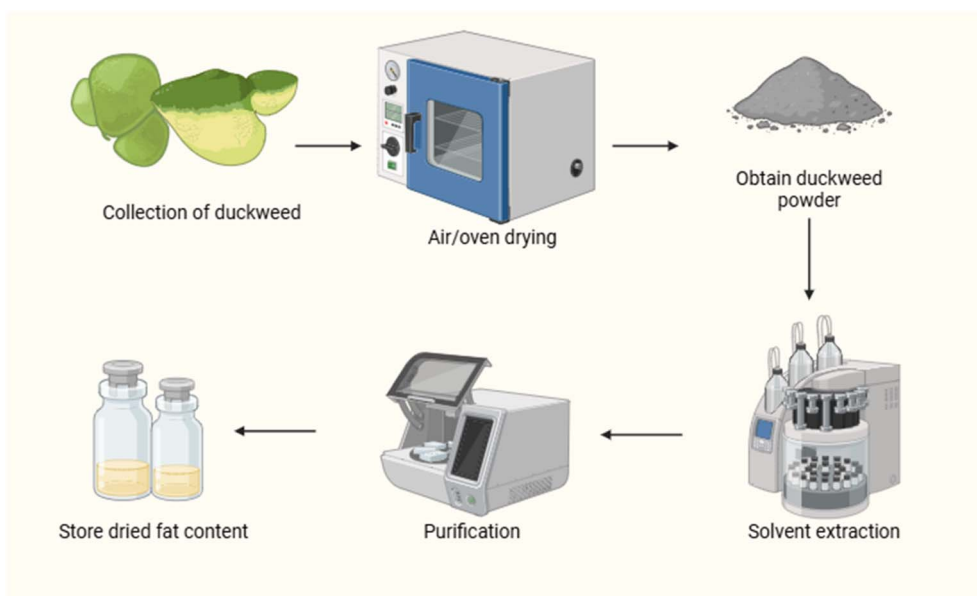 Collection of duckweed
Air/oven drying
Obtain duckweed
powder
Store dried fat content
Purification
Solvent extraction